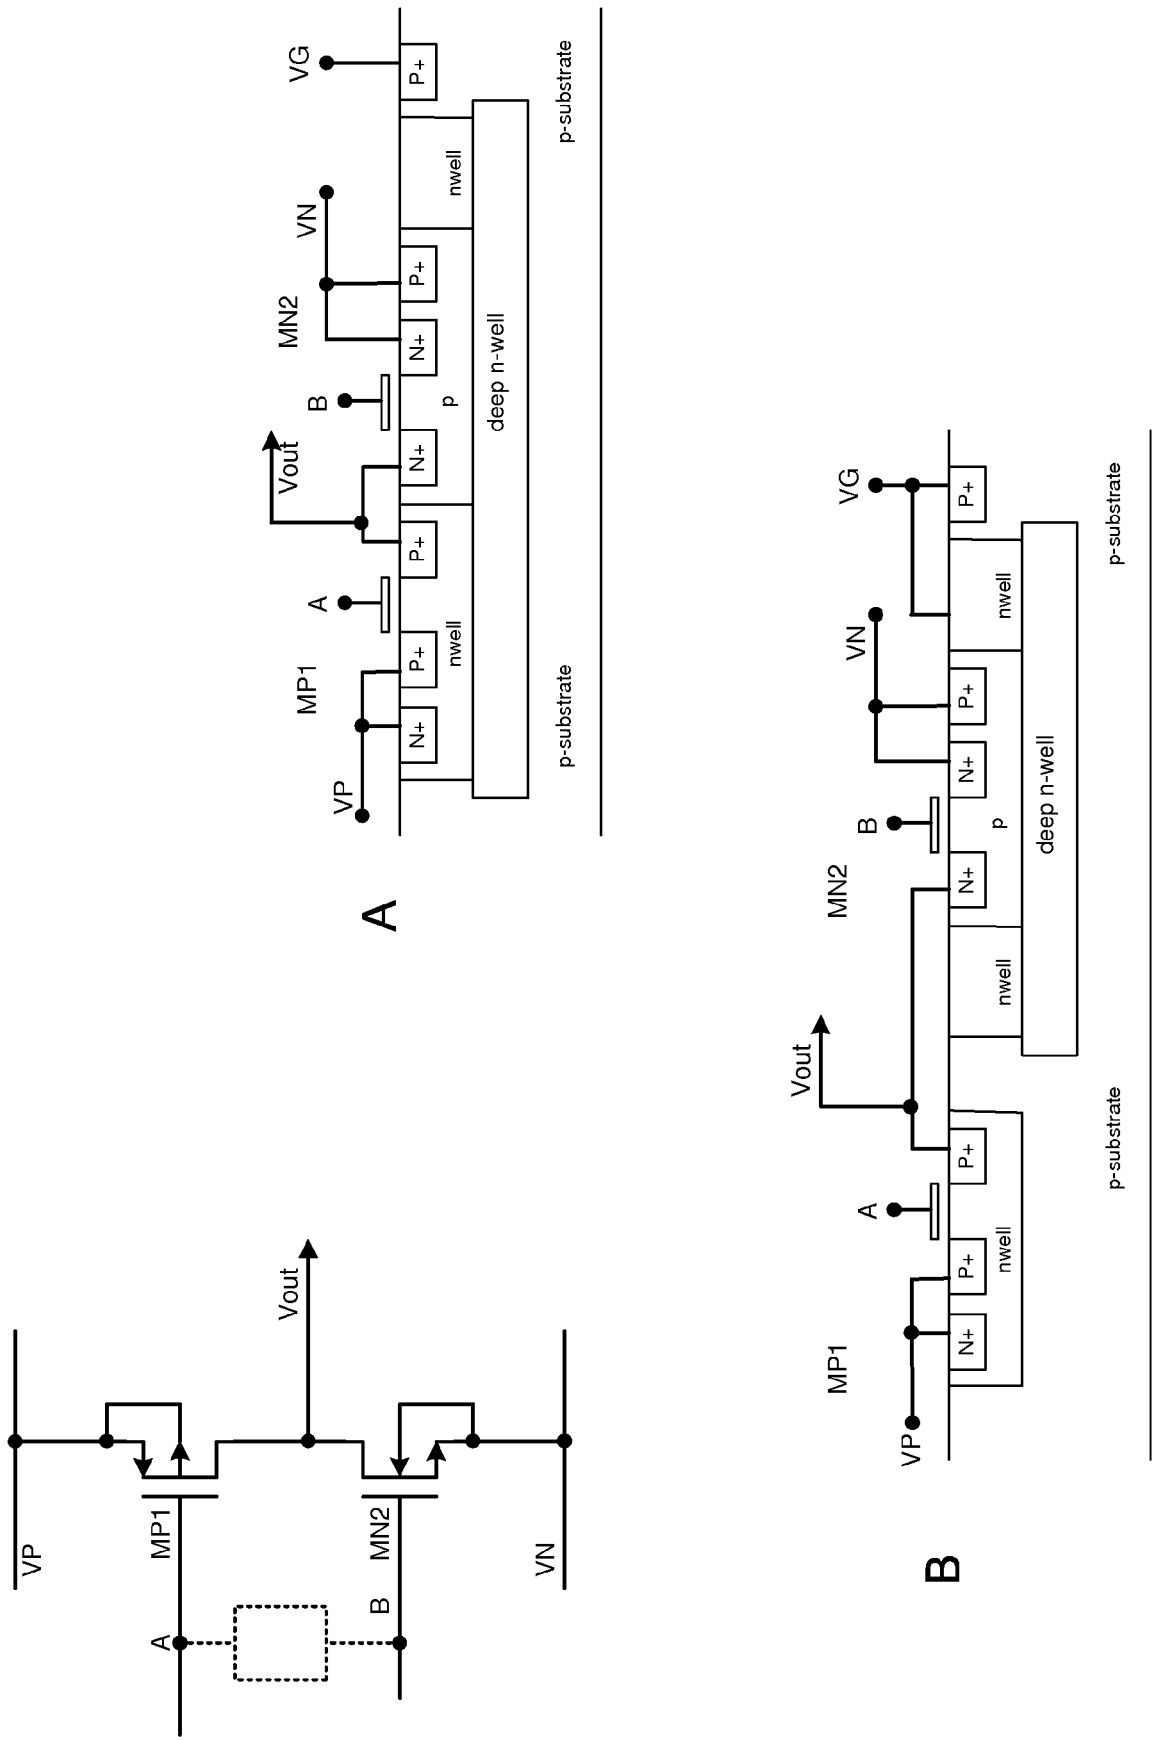 VP
A
MP1
Vout
B
MN2
VN
A
VP
MP1
A
Vout
B
MN2
VN
VG
N+
P+
P+
N+
N+
P+
P+
nwell
p
nwell
deep n-well
p-substrate
p-substrate
B
VP
MP1
A
Vout
MN2
B
VN
VG
N+
P+
P+
N+
N+
P+
P+
nwell
nwell
p
nwell
deep n-well
p-substrate
p-substrate